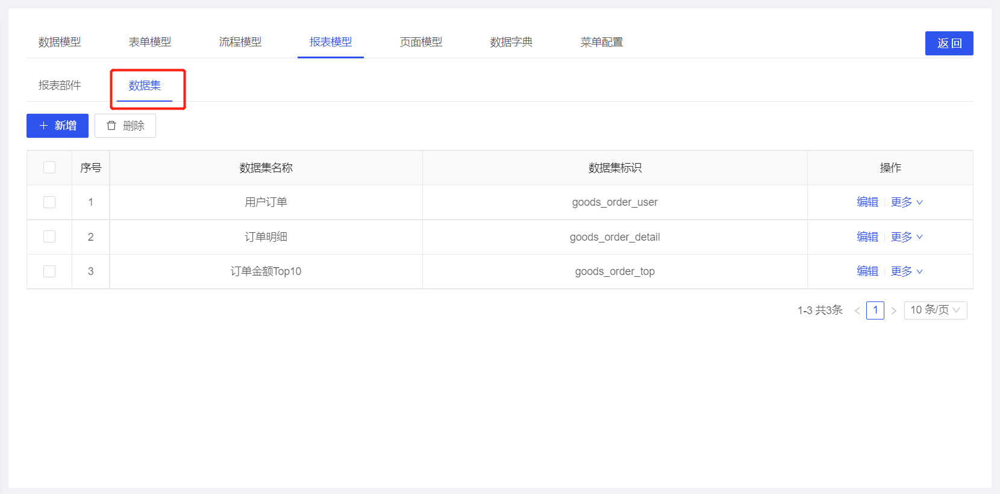 数据模型 表单模型 流程模型 报表模型 页面模型 数据字典 菜单配置 返回
报表部件 数据集
新增 删除
序号 数据集名称 数据集标识 操作
1 用户订单 goods_order_user 编辑 更多
2 订单明细 goods_order_detail 编辑 更多
3 订单金额Top10 goods_order_top 编辑 更多
1-3 共3条 1 10 条/页